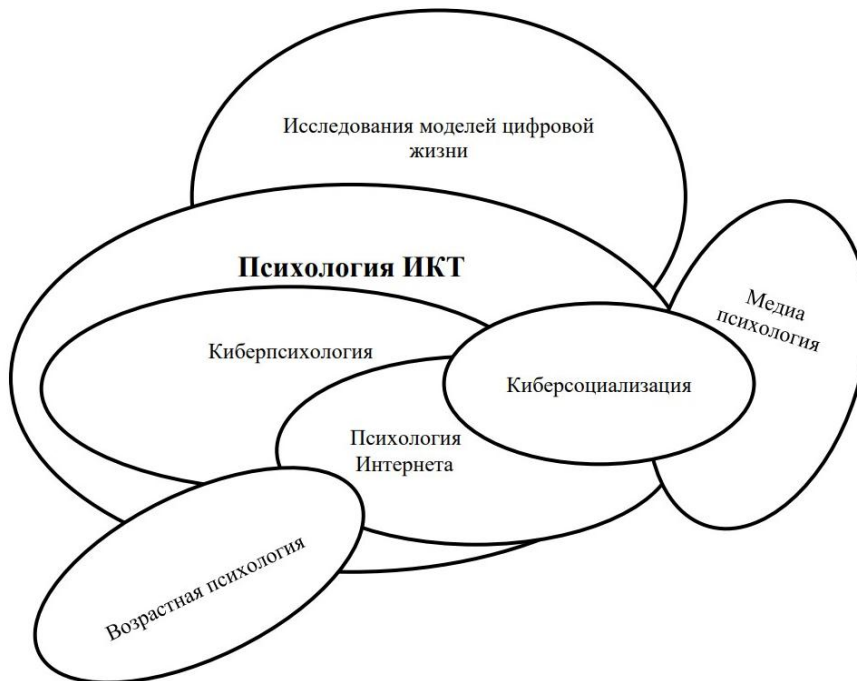 Исследования моделей цифровой
жизни
Психология ИКТ
Медиа
психология
Киберпсихология
Киберсоциализация
Психология
Интернета
Возрастная психология